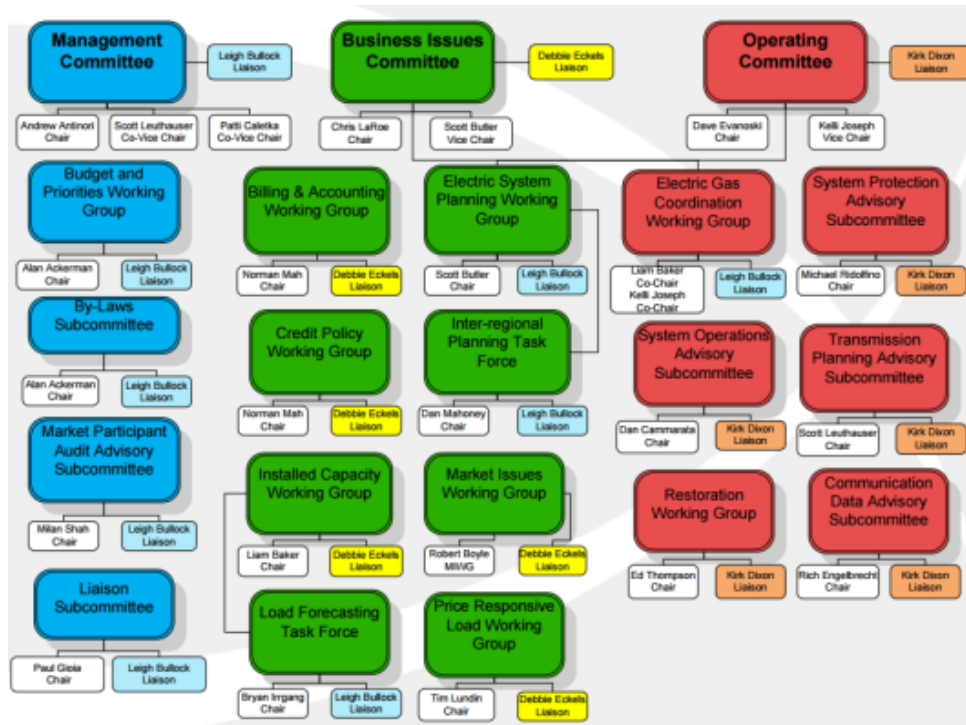 Management
Committee
Leigh Bullock
Liaison
Business Issues
Committee
Debbie Eckels
Liaison
Operating
Committee
Kirk Dixon
Liaison
Andrew Antinori
Chair
Scott Leuthauser
Co-Vice Chair
Patti Caletka
Co-Vice Chair
Chris LaRoe
Chair
Scott Butler
Vice Chair
Dave Evanoski
Chair
Kelli Joseph
Vice Chair
Budget and
Priorities Working
Group
Alan Ackerman
Chair
Leigh Bullock
Liaison
Billing & Accounting
Working Group
Norman Mah
Chair
Debbie Eckels
Liaison
Electric System
Planning Working
Group
Scott Butler
Chair
Leigh Bullock
Liaison
Electric Gas
Coordination
Working Group
Liam Baker
Co-Chair
Kelli Joseph
Co-Chair
Leigh Bullock
Liaison
System Protection
Advisory
Subcommittee
Michael Ridolfino
Chair
Kirk Dixon
Liaison
By-Laws
Subcommittee
Alan Ackerman
Chair
Leigh Bullock
Liaison
Credit Policy
Working Group
Norman Mah
Chair
Debbie Eckels
Liaison
Inter-regional
Planning Task
Force
Dan Mahoney
Chair
Leigh Bullock
Liaison
System Operations
Advisory
Subcommittee
Dan Cammarata
Chair
Kirk Dixon
Liaison
Transmission
Planning Advisory
Subcommittee
Scott Leuthauser
Chair
Kirk Dixon
Liaison
Market Participant
Audit Advisory
Subcommittee
Milan Shah
Chair
Leigh Bullock
Liaison
Installed Capacity
Working Group
Liam Baker
Chair
Debbie Eckels
Liaison
Market Issues
Working Group
Robert Boyle
MIWG
Debbie Eckels
Liaison
Restoration
Working Group
Ed Thompson
Chair
Kirk Dixon
Liaison
Communication
Data Advisory
Subcommittee
Rich Engelbrecht
Chair
Kirk Dixon
Liaison
Liaison
Subcommittee
Paul Gioia
Chair
Leigh Bullock
Liaison
Load Forecasting
Task Force
Bryan Irrgang
Chair
Leigh Bullock
Liaison
Price Responsive
Load Working
Group
Tim Lundin
Chair
Debbie Eckels
Liaison